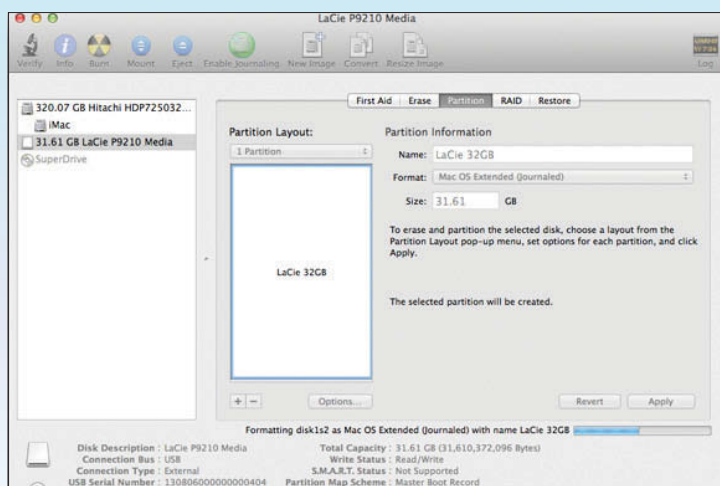 LaCie P9210 Media
Verify Info Burn Mount Eject Enable Journaling New Image Convert Resize Image Log
320.07 GB Hitachi HDP725032...
iMac
31.61 GB LaCie P9210 Media
SuperDrive
First Aid Erase Partition RAID Restore
Partition Layout:
1 Partition
LaCie 32GB
+ − Options...
Partition Information
Name: LaCie 32GB
Format: Mac OS Extended (Journaled)
Size: 31.61 GB
To erase and partition the selected disk, choose a layout from the
Partition Layout pop-up menu, set options for each partition, and click
Apply.
The selected partition will be created.
Revert Apply
Formatting disk1s2 as Mac OS Extended (Journaled) with name LaCie 32GB
Disk Description : LaCie P9210 Media
Connection Bus : USB
Connection Type : External
USB Serial Number : 130806000000000404
Total Capacity : 31.61 GB (31,610,372,096 Bytes)
Write Status : Read/Write
S.M.A.R.T. Status : Not Supported
Partition Map Scheme : Master Boot Record